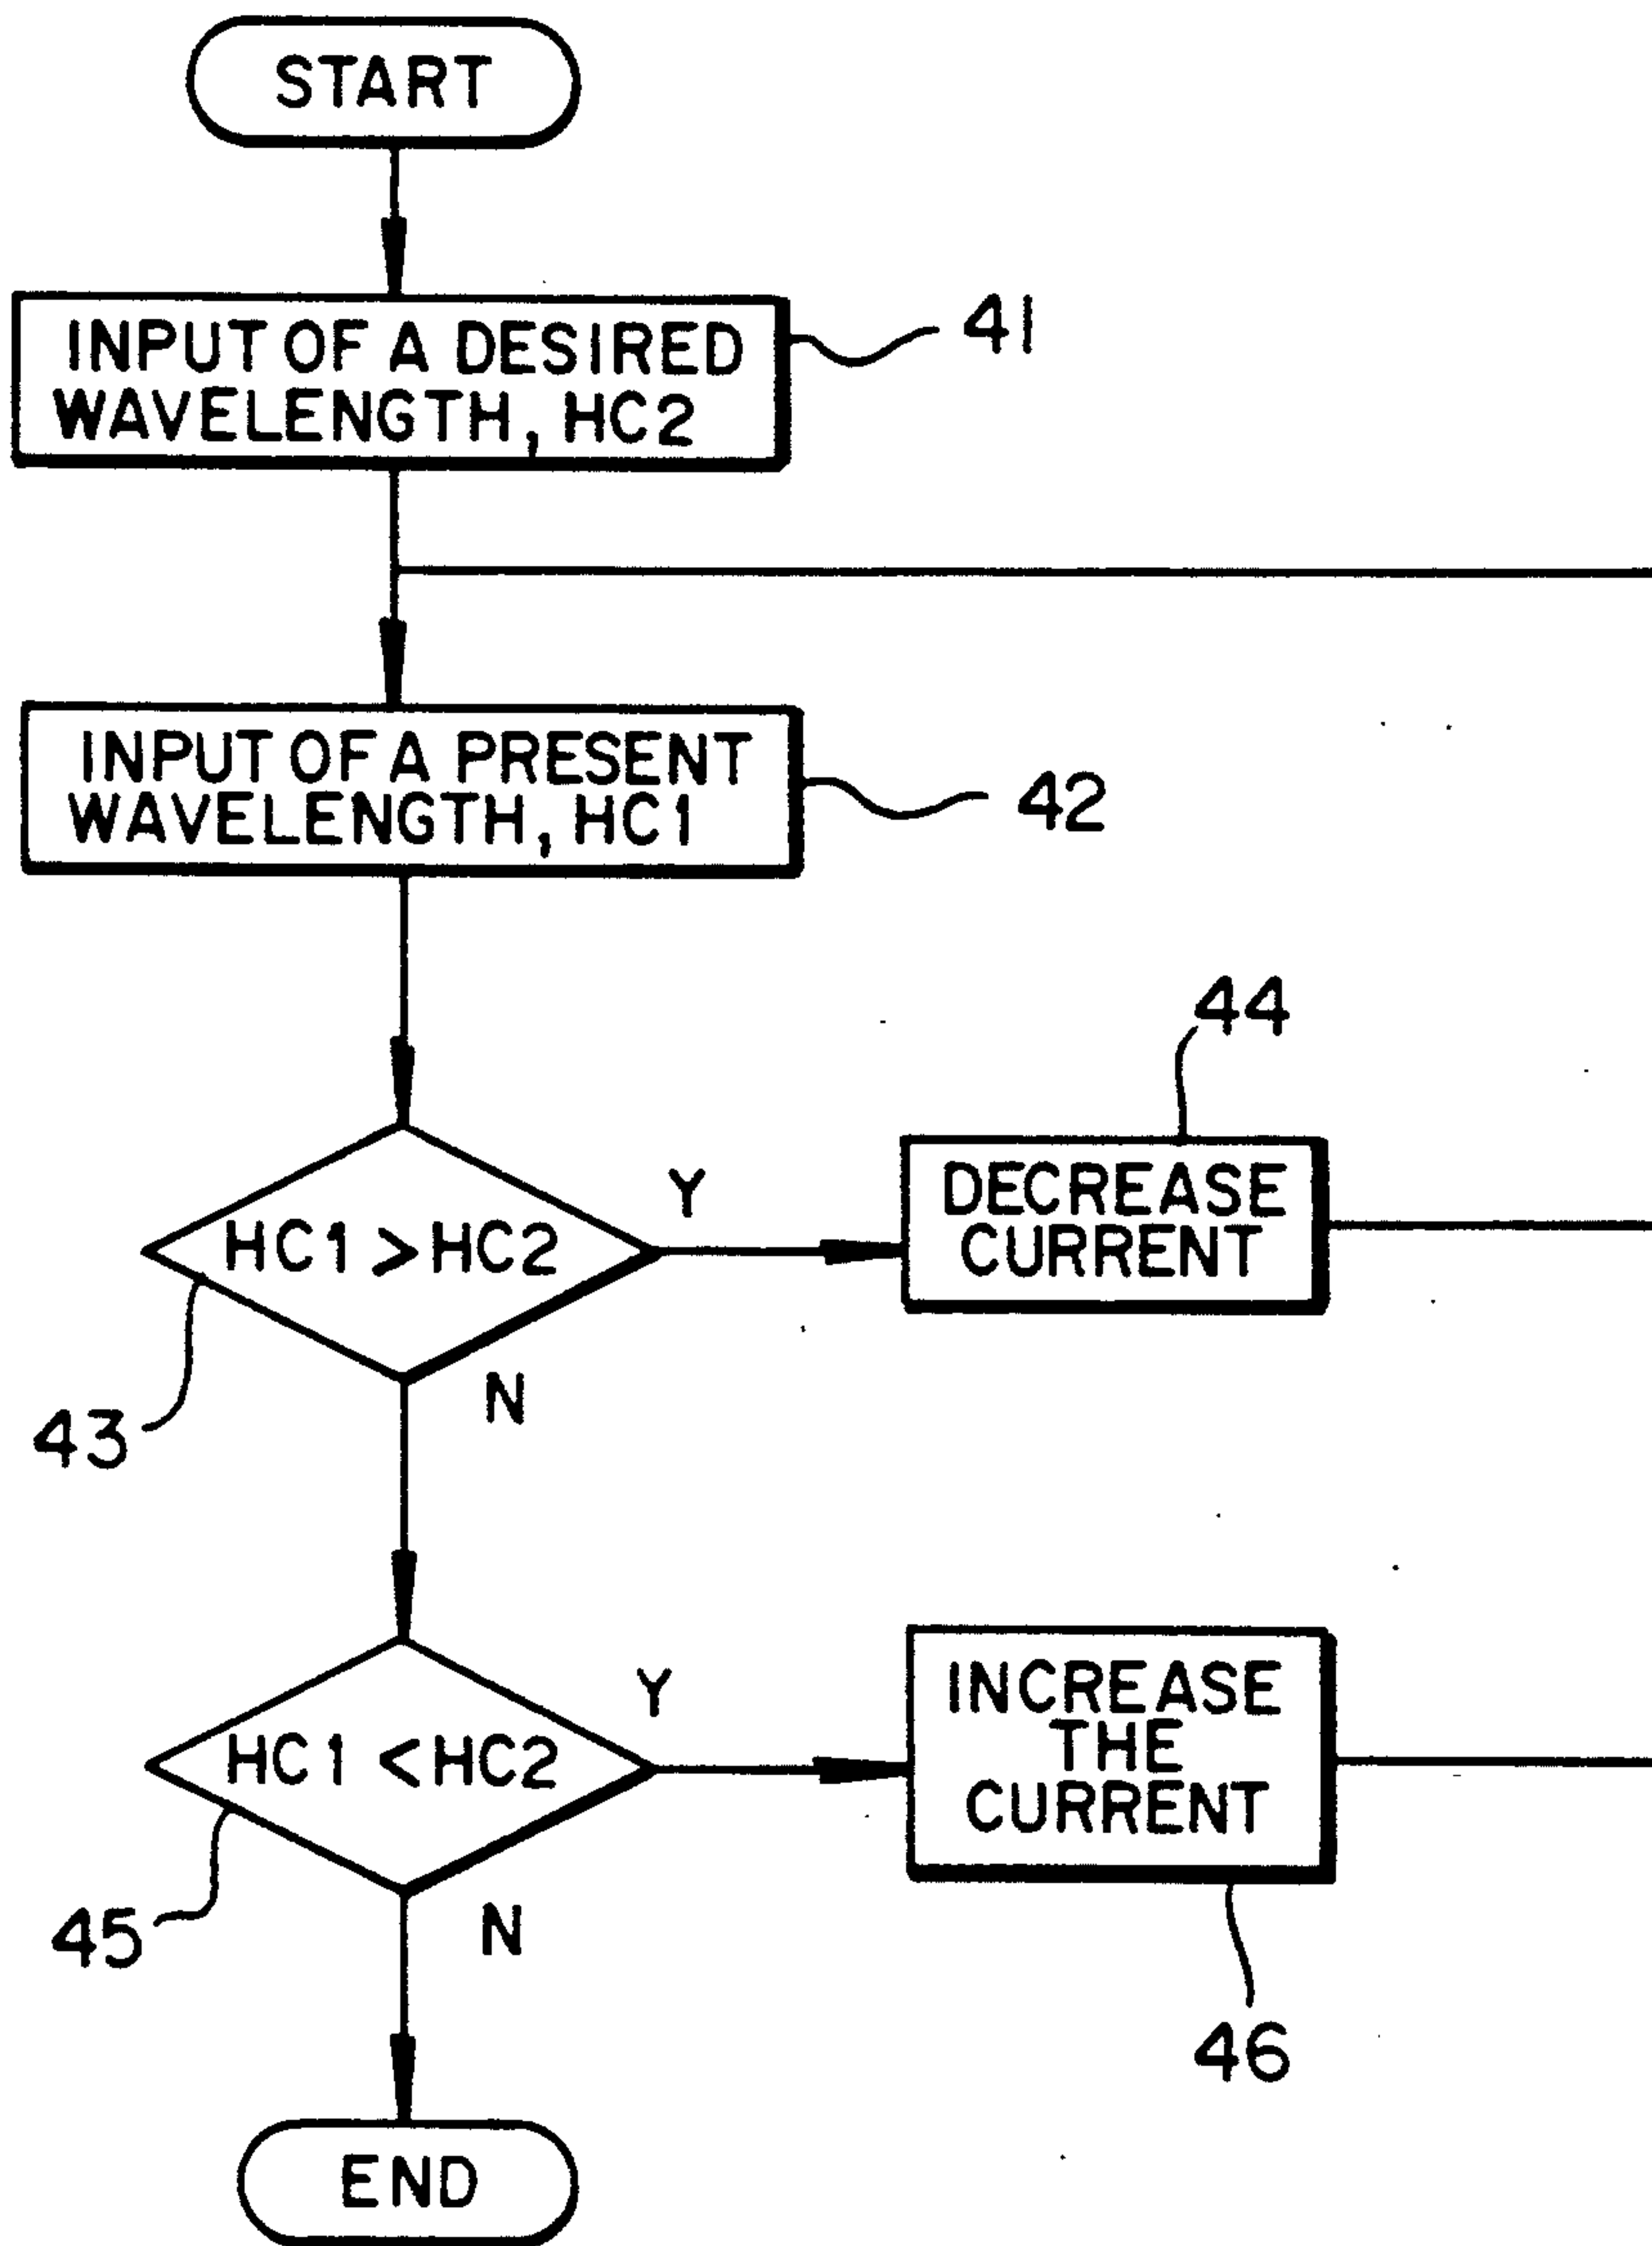 START
INPUT OF A DESIRED
WAVELENGTH, HC2
41
INPUT OF A PRESENT
WAVELENGTH, HC1
42
44
HC1 > HC2
Y
DECREASE
CURRENT
43
N
HC1 < HC2
Y
INCREASE
THE
CURRENT
45
N
46
END